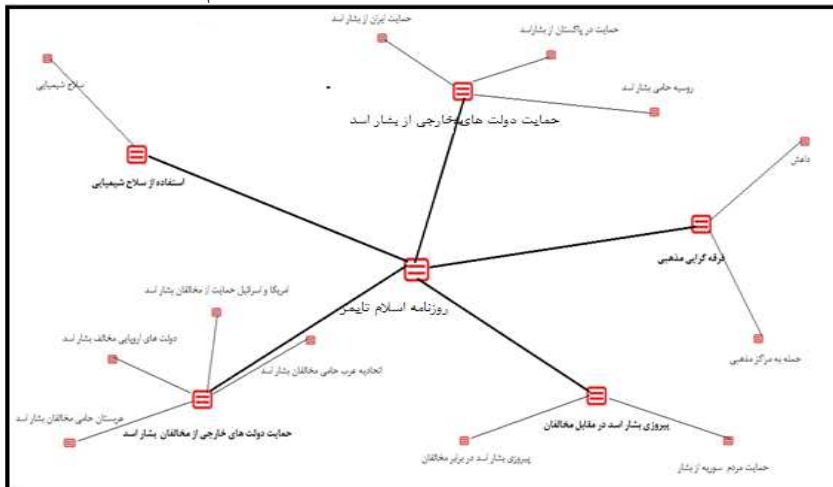 حمایت ایران از بشار اسد
حمایت در پاکستان از بشاراسد
روسیه حامی بشار اسد
حمایت دولت های خارجی از بشار اسد
سلاح شیمیایی
استفاده از سلاح شیمیایی
داعش
فرقه گرایی مذهبی
حمله به مراکز مذهبی
روزنامه اسلام تایمز
امریکا و اسرائیل حمایت از مخالفان بشار اسد
دولت های اروپایی مخالف بشار اسد
اتحادیه عرب حامی مخالفان بشار اسد
عربستان حامی مخالفان بشار اسد
حمایت دولت های خارجی از مخالفان بشار اسد
پیروزی بشار اسد در مقابل مخالفان
پیروزی بشار اسد در برابر مخالفان
حمایت مردم سوریه از بشار